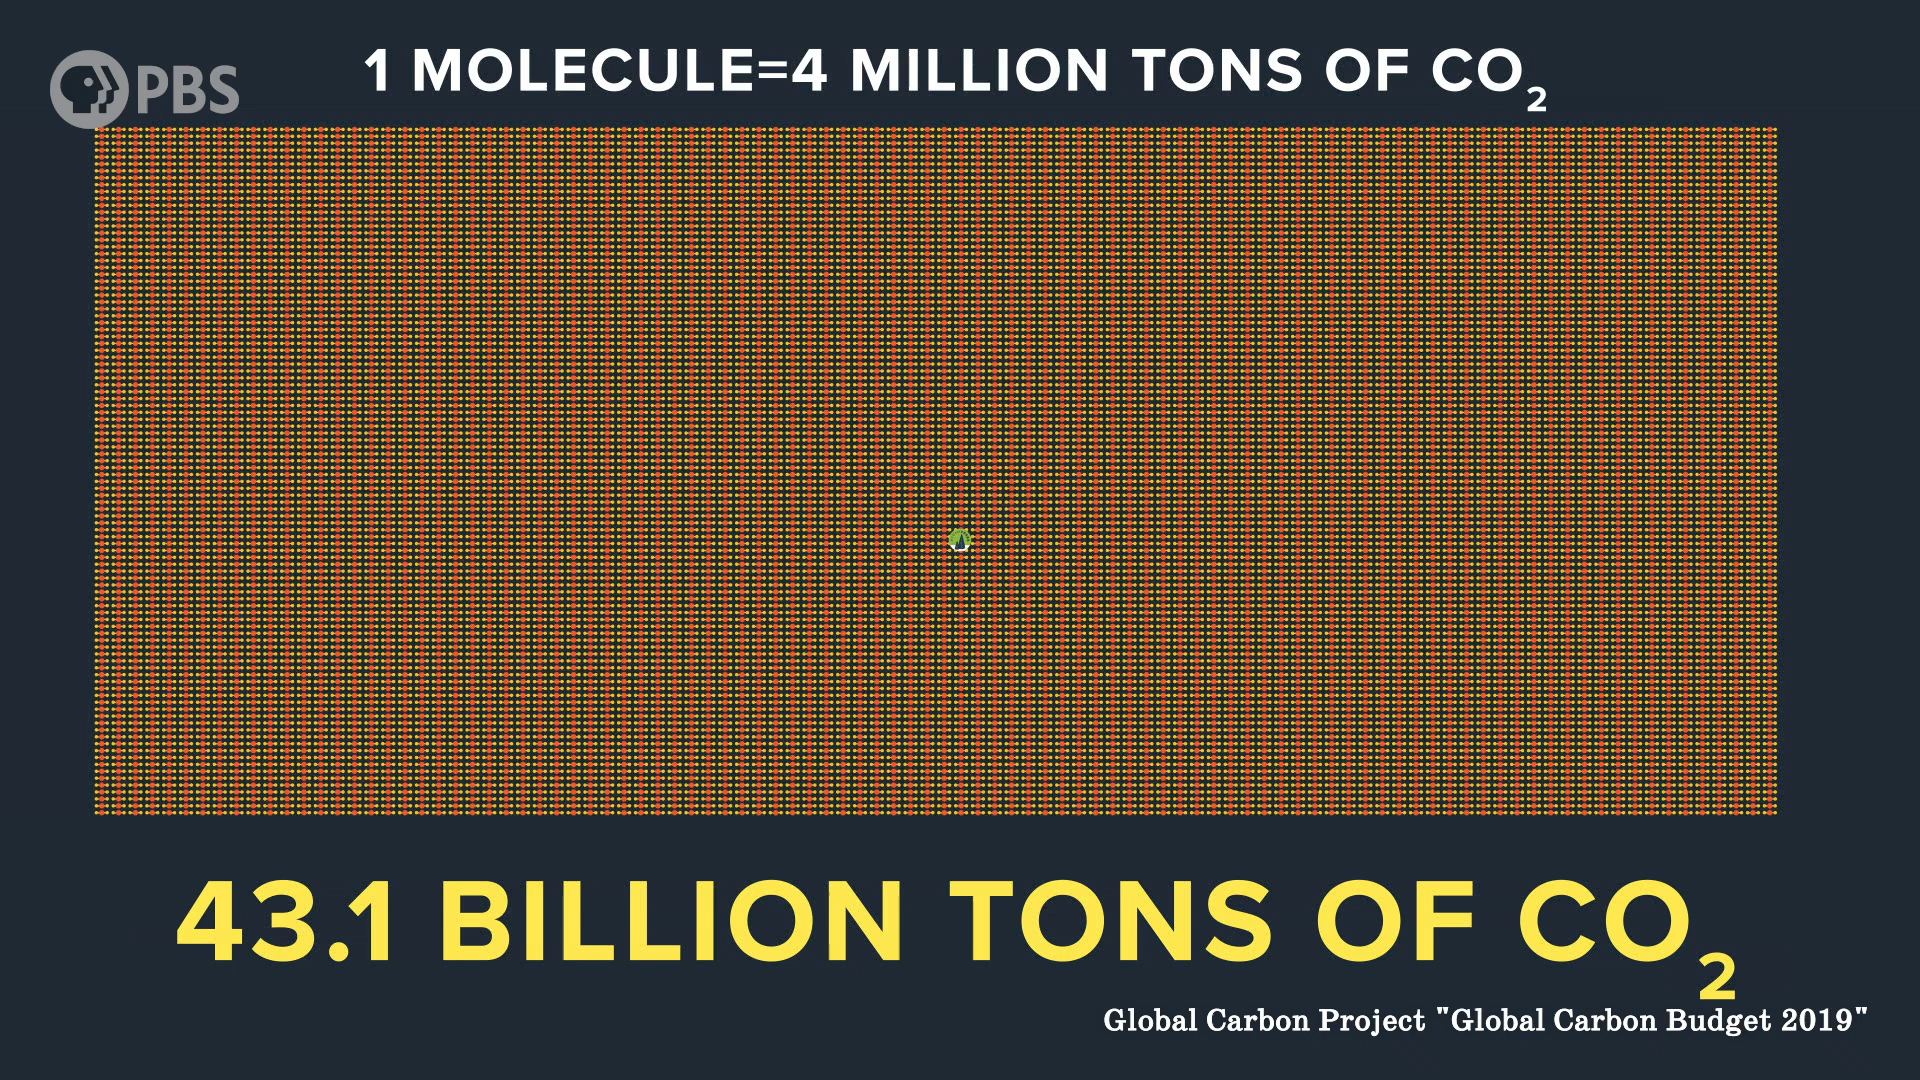 1 MOLECULE=4 MILLION TONS OF CO₂
PBS
43.1 BILLION TONS OF CO₂
Global Carbon Project "Global Carbon Budget 2019"